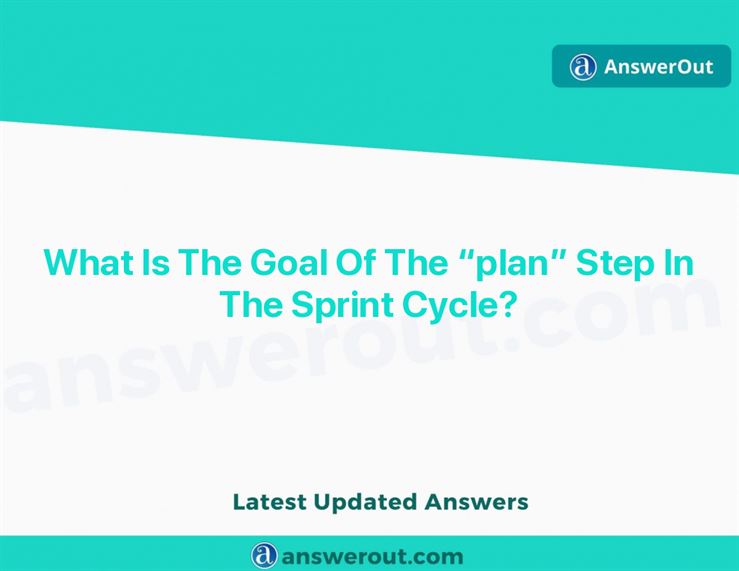 AnswerOut
What Is The Goal Of The “plan” Step In
The Sprint Cycle?
answerout.com
Latest Updated Answers
answerout.com